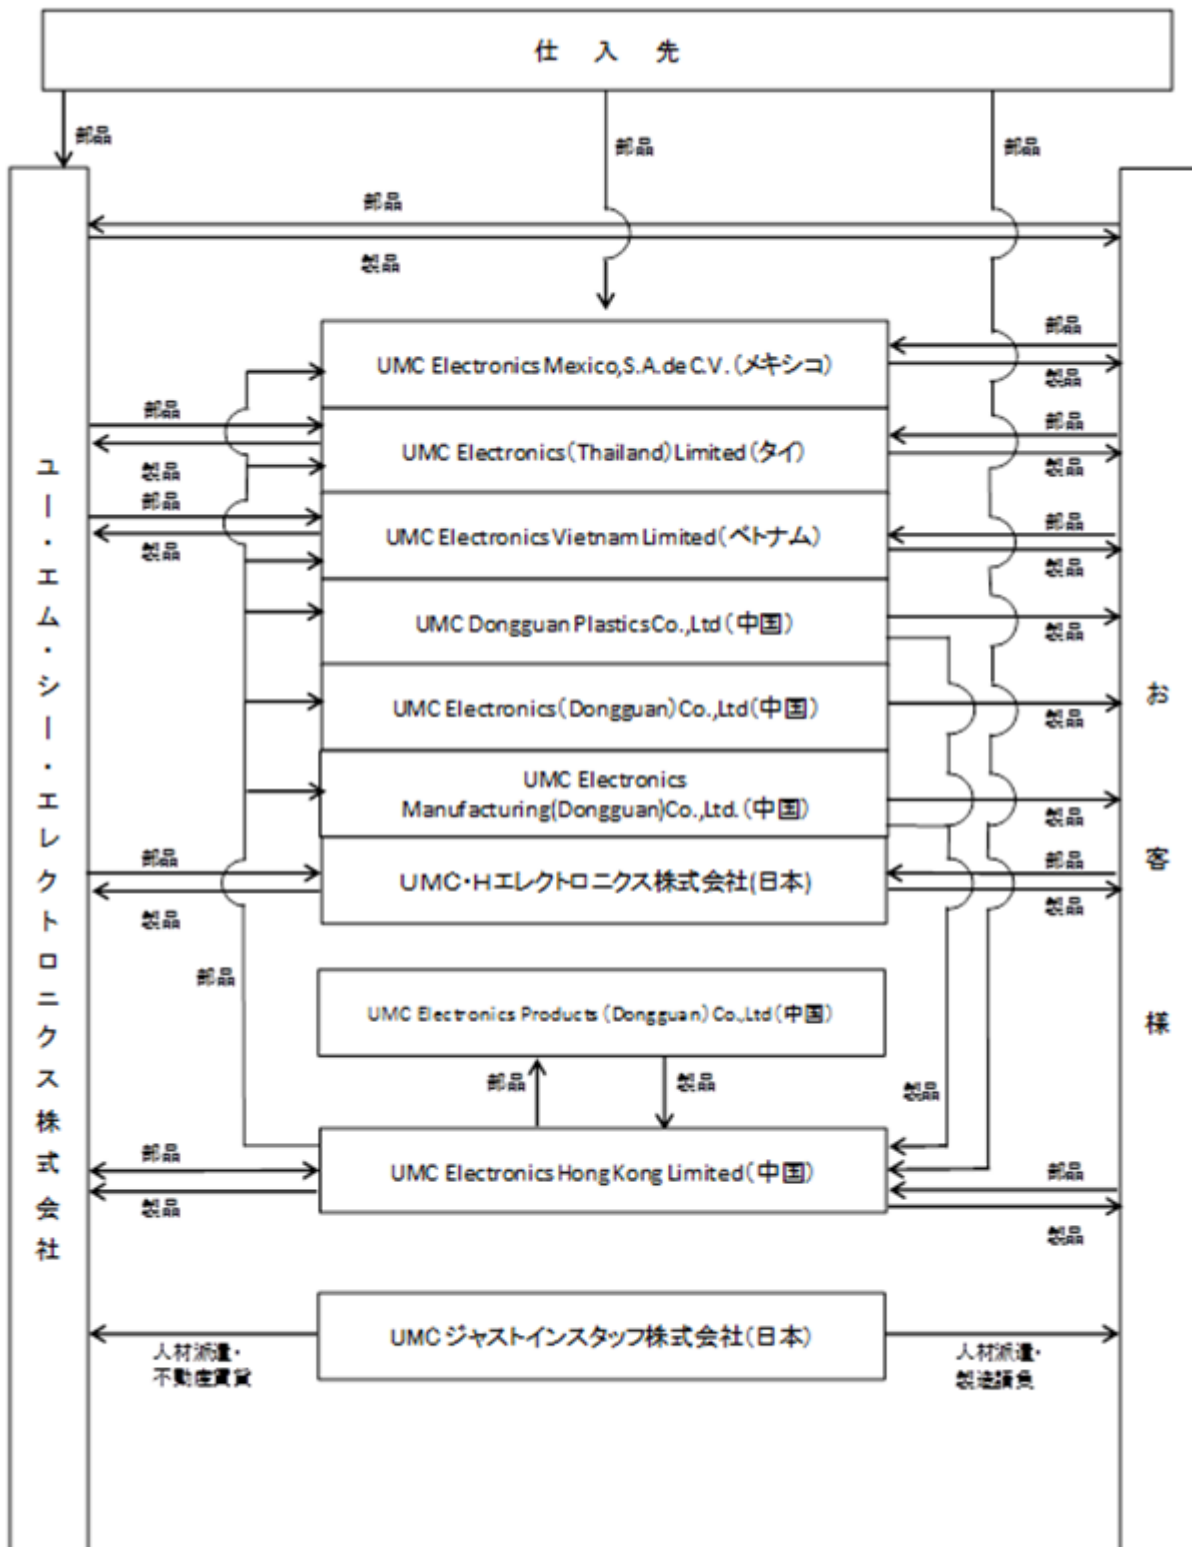 仕入先
部品
部品
部品
部品
製品
ユー・エム・シー・エレクトロニクス株式会社
お客様
UMC Electronics Mexico,S.A.de C.V.(メキシコ)
部品
製品
部品
製品
UMC Electronics(Thailand)Limited(タイ)
部品
製品
部品
製品
UMC Electronics Vietnam Limited(ベトナム)
部品
製品
UMC Dongguan Plastics Co.,Ltd(中国)
製品
UMC Electronics(Dongguan)Co.,Ltd(中国)
製品
UMC Electronics
Manufacturing(Dongguan)Co.,Ltd.(中国)
製品
部品
製品
UMC・Hエレクトロニクス株式会社(日本)
部品
製品
部品
UMC Electronics Products(Dongguan)Co.,Ltd(中国)
部品
製品
製品
部品
製品
UMC Electronics Hong Kong Limited(中国)
部品
製品
UMCジャストインスタッフ株式会社(日本)
人材派遣・
不動産賃貸
人材派遣・
製造請負